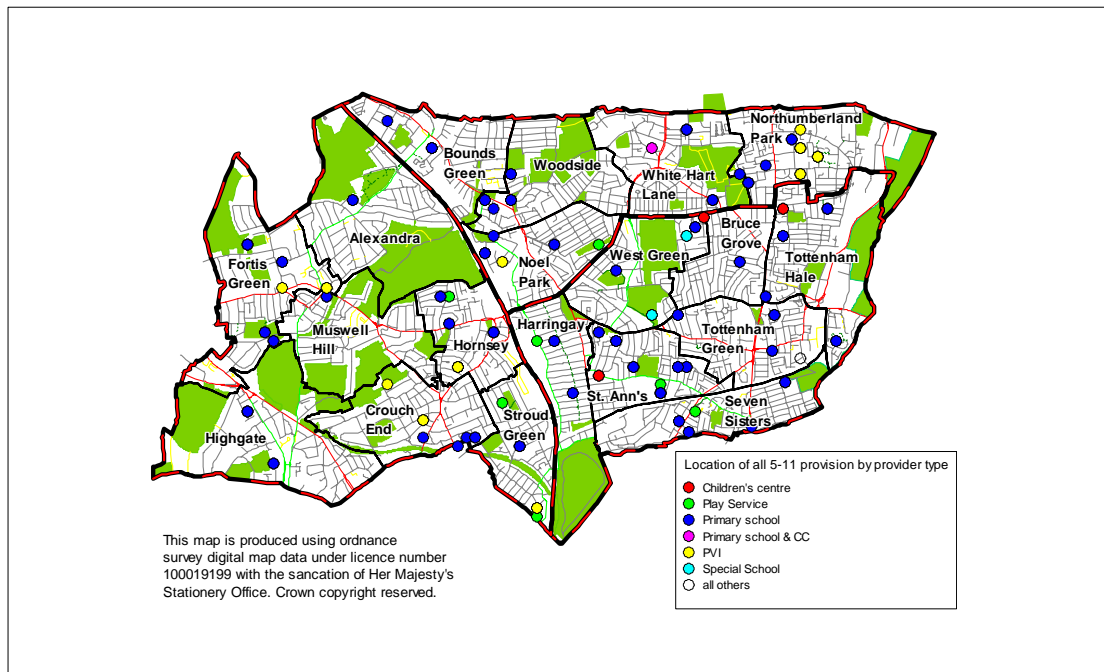 Northumberland
Park
Bounds
Green
Woodside
White Hart
Lane
Bruce
Grove
Alexandra
West Green
Noel
Park
Tottenham
Hale
Fortis
Green
Muswell
Hill
Harringay
Hornsey
Tottenham
Green
St. Ann's
Seven
Sisters
Crouch
End
Stroud
Green
Highgate
Location of all 5-11 provision by provider type
Children's centre
Play Service
Primary school
Primary school & CC
PVI
Special School
all others
This map is produced using ordnance
survey digital map data under licence number
100019199 with the sancation of Her Majesty's
Stationery Office. Crown copyright reserved.